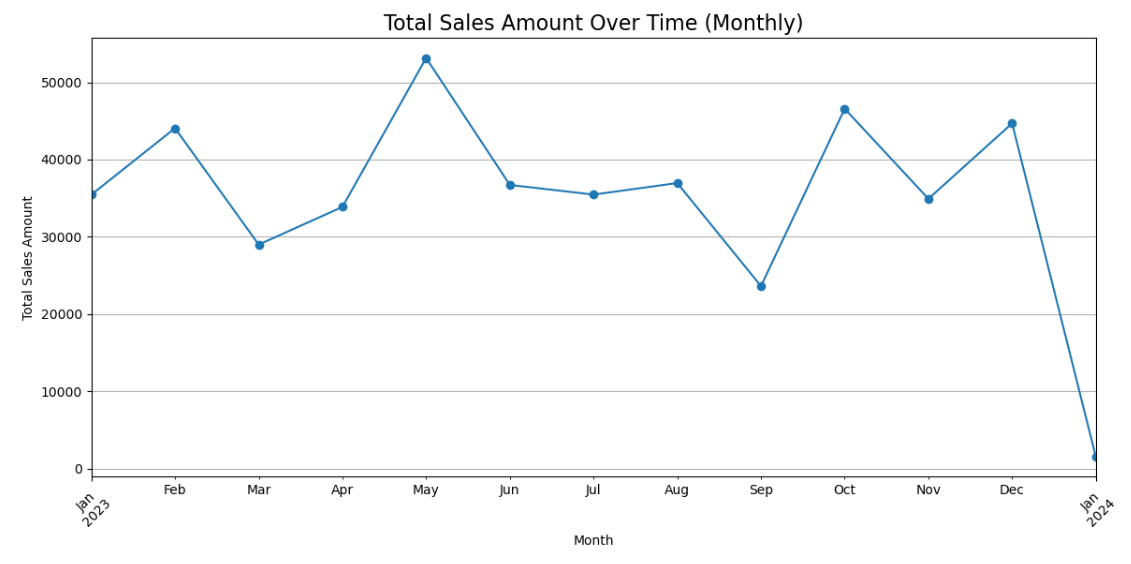 Total Sales Amount Over Time (Monthly)
Total Sales Amount
50000
40000
30000
20000
10000
0
Jan
2023
Feb
Mar
Apr
May
Jun
Jul
Aug
Sep
Oct
Nov
Dec
Jan
2024
Month